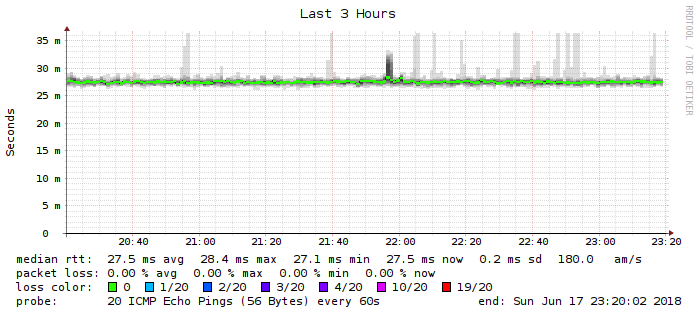 Last 3 Hours
RRDTOOL / TOBI OETIKER
Seconds
35 m
30 m
25 m
20 m
15 m
10 m
5 m
0
20:40 21:00 21:20 21:40 22:00 22:20 22:40 23:00 23:20
median rtt: 27.5 ms avg 28.4 ms max 27.1 ms min 27.5 ms now 0.2 ms sd 180.0 am/s
packet loss: 0.00 % avg 0.00 % max 0.00 % min 0.00 % now
loss color: 0 1/20 2/20 3/20 4/20 10/20 19/20
probe: 20 ICMP Echo Pings (56 Bytes) every 60s end: Sun Jun 17 23:20:02 2018